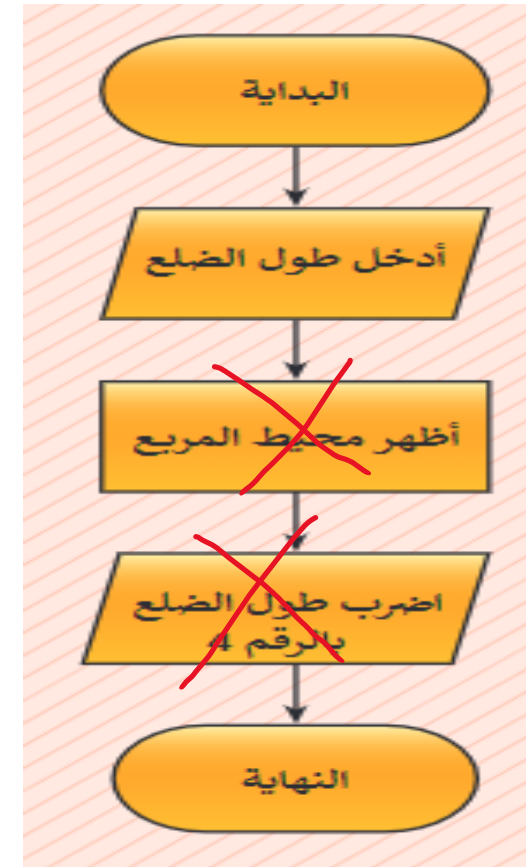 البداية
أدخل طول الضلع
أظهر محيط المربع
اضرب طول الضلع
بالرقم 4
النهاية